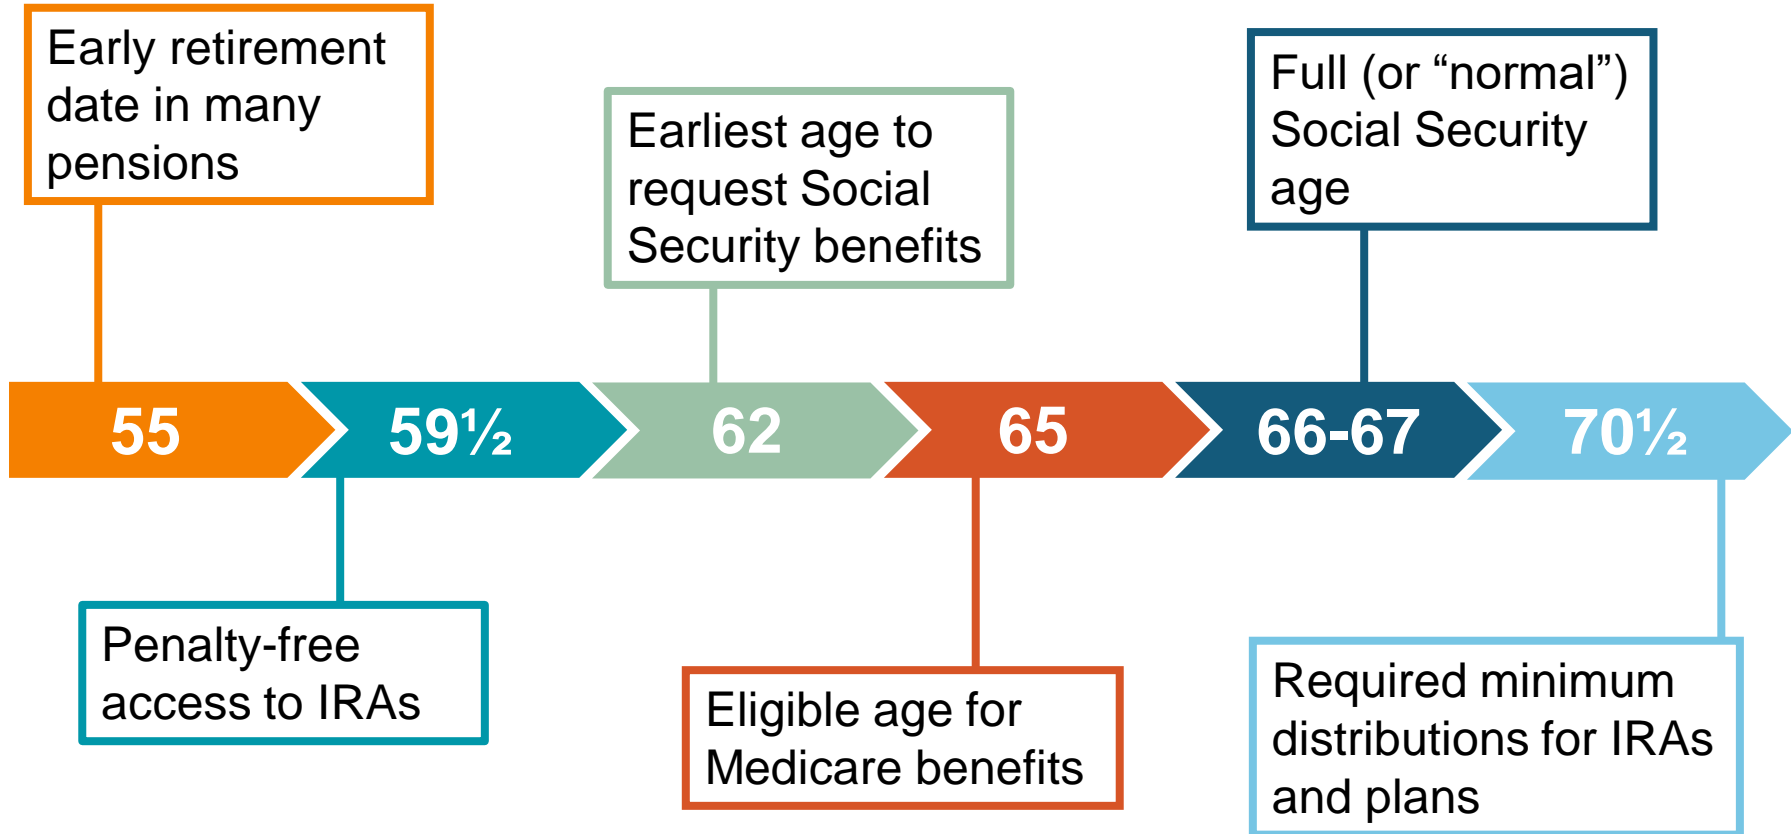 Early retirement
date in many
pensions
Earliest age to
request Social
Security benefits
Full (or “normal”)
Social Security
age
55
59½
62
65
66-67
70½
Penalty-free
access to IRAs
Eligible age for
Medicare benefits
Required minimum
distributions for IRAs
and plans